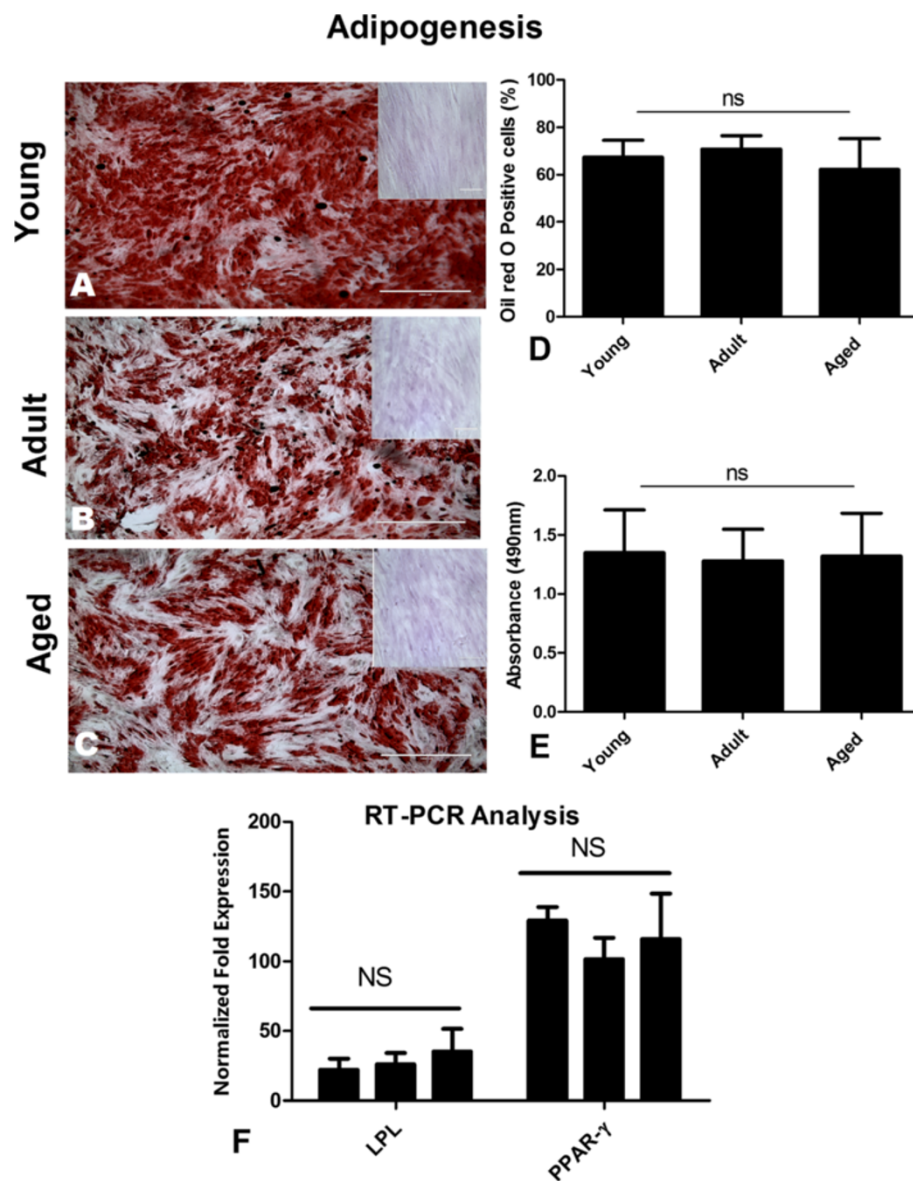 Adipogenesis
Young
A
Adult
B
Aged
C
Oil red O Positive cells (%)
100
80
60
40
20
0
ns
Young
Adult
Aged
D
Absorbance (490nm)
2.0
1.5
1.0
0.5
0.0
ns
Young
Adult
Aged
E
RT-PCR Analysis
Normalized Fold Expression
200
150
100
50
0
NS
NS
LPL
PPAR-γ
F